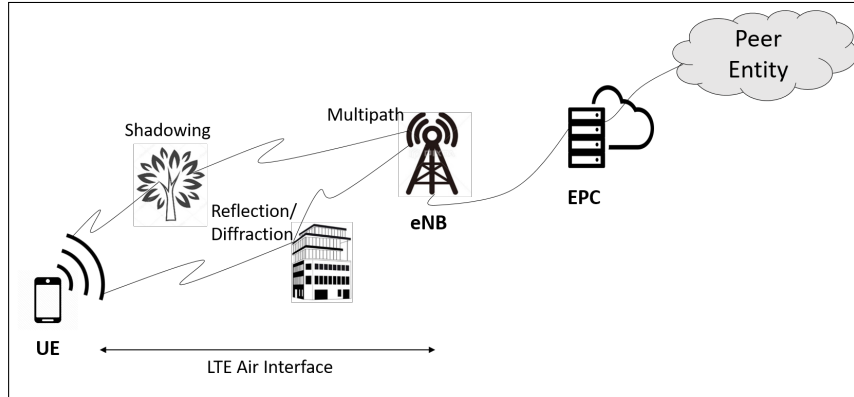 Peer
Entity
Multipath
Shadowing
EPC
Reflection/
Diffraction
eNB
UE
LTE Air Interface